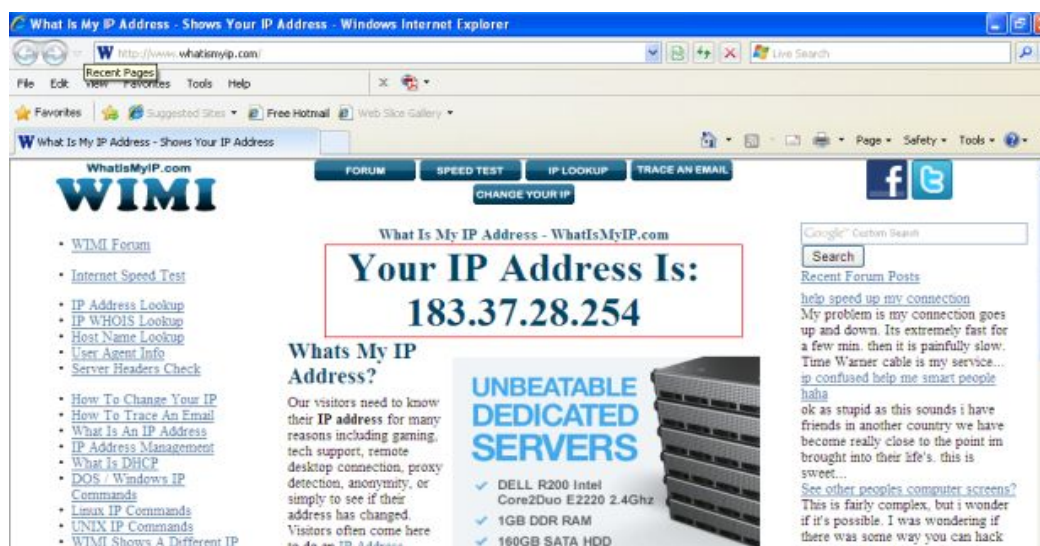 What Is My IP Address - Shows Your IP Address - Windows Internet Explorer
http://www.whatismyip.com/
Live Search
Recent Pages
File Edit View Favorites Tools Help
Favorites Suggested Sites Free Hotmail Web Slice Gallery
What Is My IP Address - Shows Your IP Address
Page Safety Tools
WhatIsMyIP.com
WIMI
FORUM SPEED TEST IP LOOKUP TRACE AN EMAIL
CHANGE YOUR IP
WIMI Forum
Internet Speed Test
IP Address Lookup
IP WHOIS Lookup
Host Name Lookup
User Agent Info
Server Headers Check
How To Change Your IP
How To Trace An Email
What Is An IP Address
IP Address Management
What Is DHCP
DOS / Windows IP
Commands
Linux IP Commands
UNIX IP Commands
WIMI Shows A Different IP
What Is My IP Address - WhatIsMyIP.com
Your IP Address Is:
183.37.28.254
Whats My IP
Address?
Our visitors need to know
their IP address for many
reasons including gaming,
tech support, remote
desktop connection, proxy
detection, anonymity, or
simply to see if their
address has changed.
Visitors often come here
to do an IP Address
UNBEATABLE
DEDICATED
SERVERS
DELL R200 Intel
Core2Duo E2220 2.4Ghz
1GB DDR RAM
160GB SATA HDD
Google Custom Search
Search
Recent Forum Posts
help speed up my connection
My problem is my connection goes
up and down. Its extremely fast for
a few min. then it is painfully slow.
Time Warner cable is my service...
ip confused help me smart people
haha
ok as stupid as this sounds i have
friends in another country we have
become really close to the point im
brought into their life's. this is
sweet...
See other peoples computer screens?
This is fairly complex, but i wonder
if it's possible. I was wondering if
there was some way you can hack